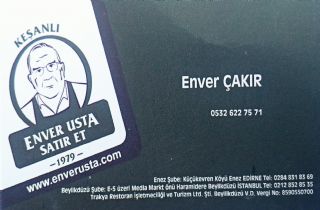 KEŞANLI
ENVER USTA
SATIR ET
-1979-
www.enverusta.com
Enver ÇAKIR
0532 622 75 71
Enez Şube: Küçükevren Köyü Enez EDİRNE Tel: 0284 831 83 69
Beylikdüzü Şube: E-5 üzeri Media Markt önü Haramidere Beylikdüzü İSTANBUL Tel: 0212 852 85 35
Trakya Restoran İşletmeciliği ve Turizm Ltd. Şti. Beylikdüzü V.D. Vergi No: 8590550700